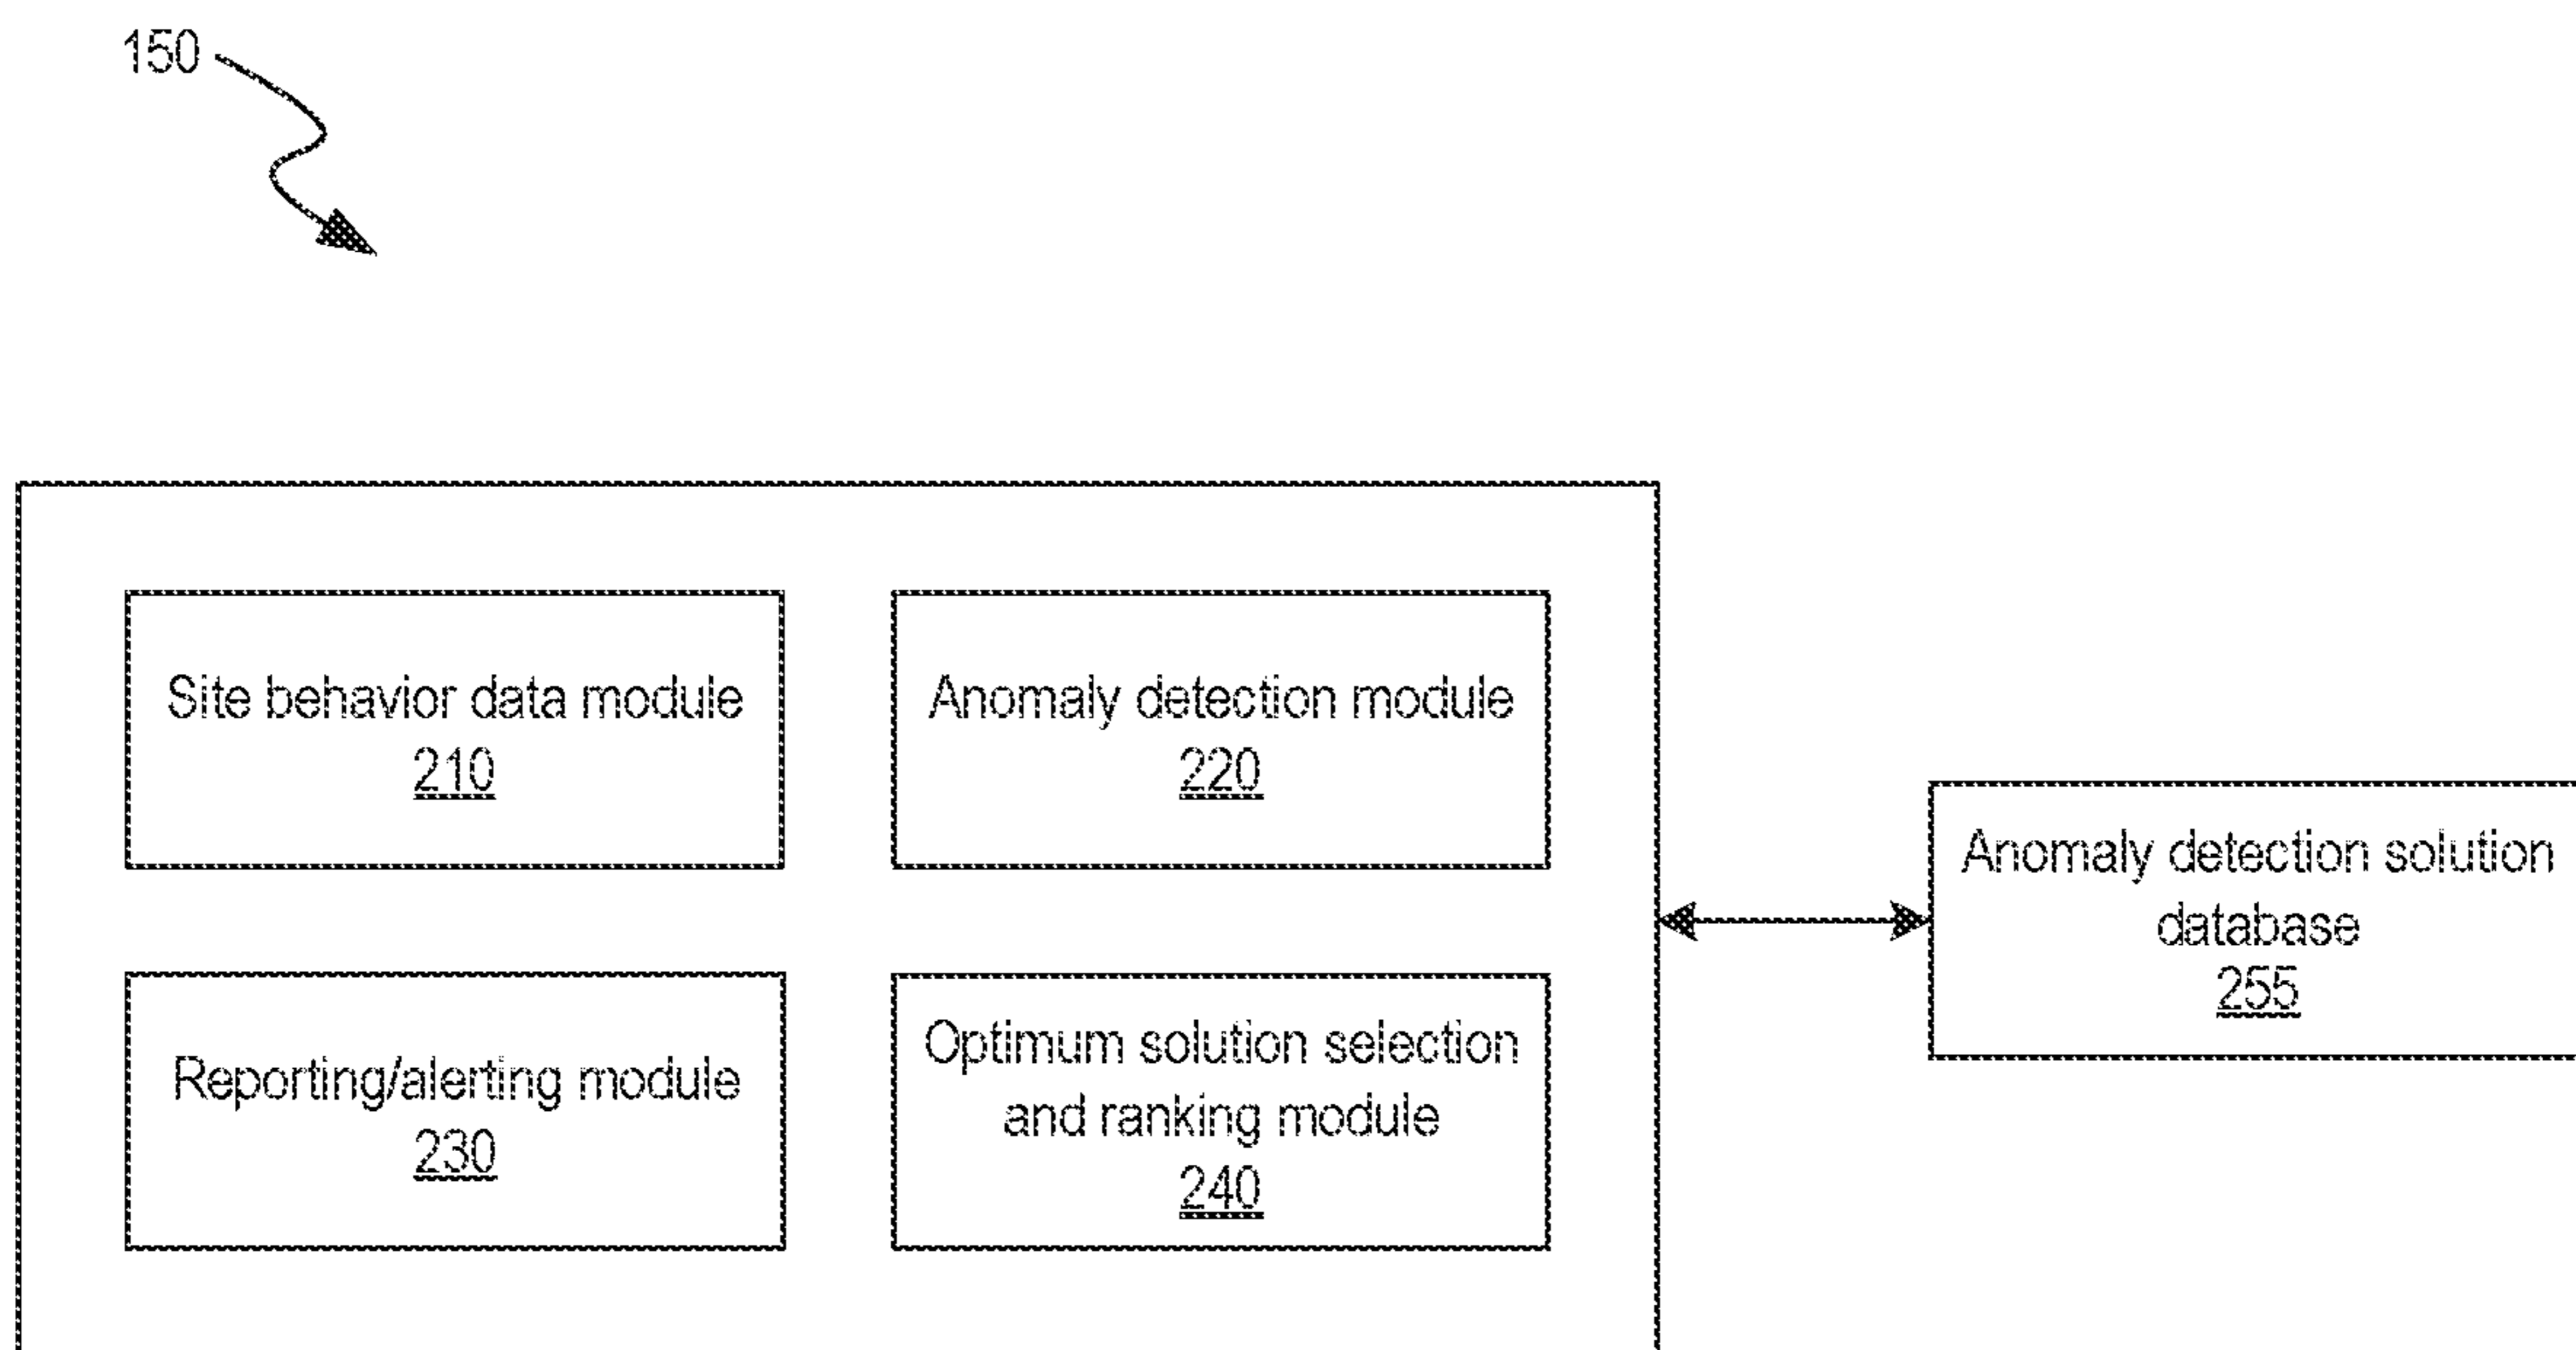 150
Site behavior data module
210
Anomaly detection module
220
Reporting/alerting module
230
Optimum solution selection
and ranking module
240
Anomaly detection solution
database
255